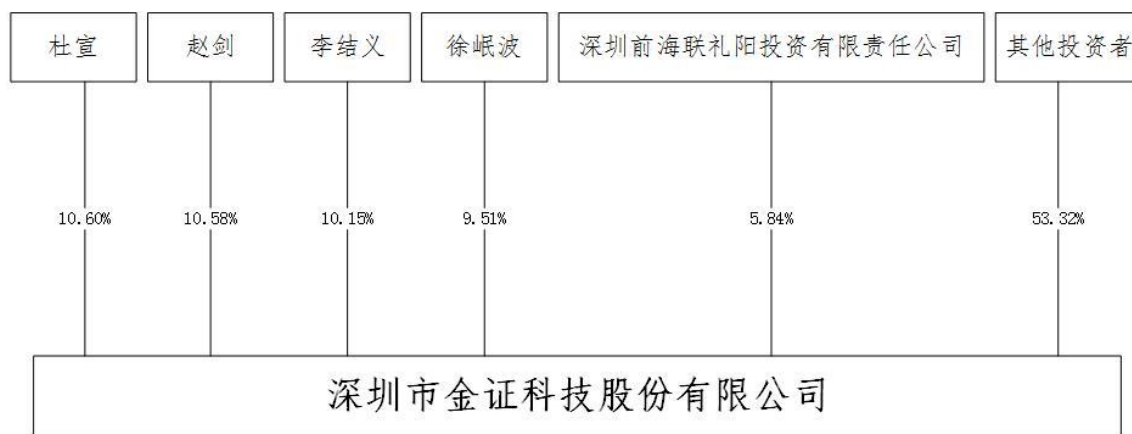 杜宣 赵剑 李结义 徐岷波 深圳前海联礼阳投资有限责任公司 其他投资者
10.60% 10.58% 10.15% 9.51% 5.84% 53.32%
深圳市金证科技股份有限公司